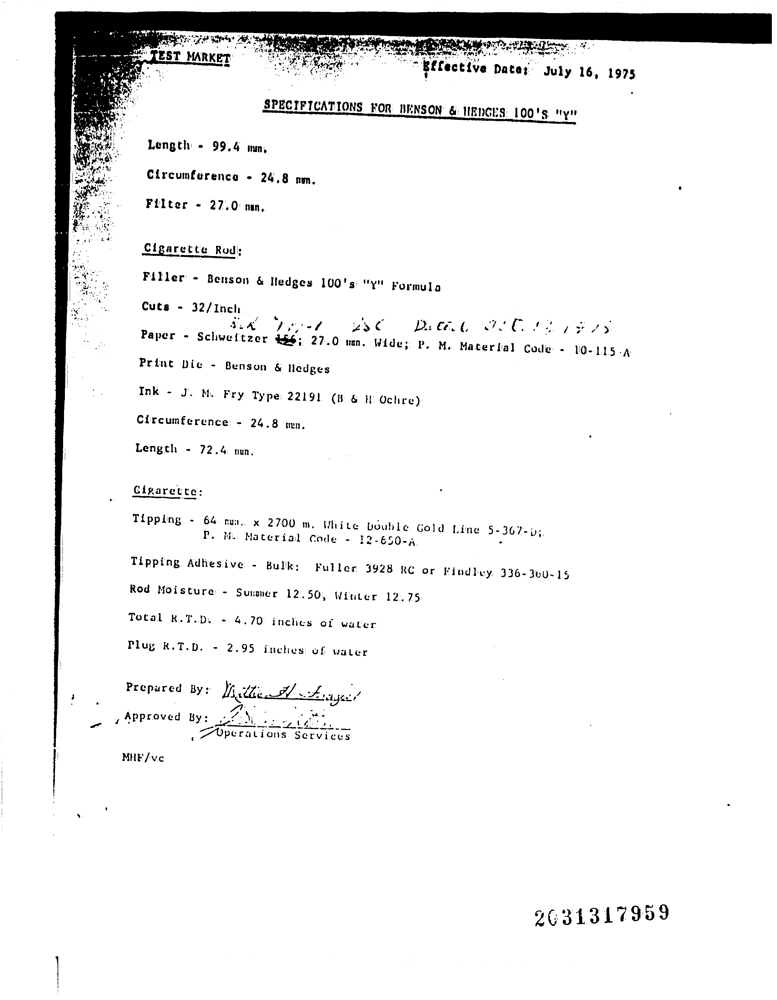 TEST MARKET
Effective Date: July 16, 1975
SPECIFICATIONS FOR BENSON & HEDGES 100'S "Y"
Length - 99.4 mm.
Circumference - 24.8 mm.
Filter - 27.0 mm.
Cigarette Rod:
Filler - Benson & Hedges 100's "Y" Formula
Cuts - 32/Inch
Dated Oct.
Paper - Schweitzer 456; 27.0 mm. Wide; P. M. Material Code - 10-115-A
Print Die - Benson & Hedges
Ink - J. M. Fry Type 22191 (B & H Ochre)
Circumference - 24.8 mm.
Length - 72.4 mm.
Cigarette:
Tipping - 64 mm. x 2700 m. White Double Gold Line 5-367-D;
P. M. Material Code - 12-650-A
Tipping Adhesive - Bulk: Fuller 3928 RC or Findley 336-360-15
Rod Moisture - Summer 12.50, Winter 12.75
Total R.T.D. - 4.70 inches of water
Plug R.T.D. - 2.95 inches of water
Prepared By:
Approved By:
Operations Services
MHF/vc
2031317959